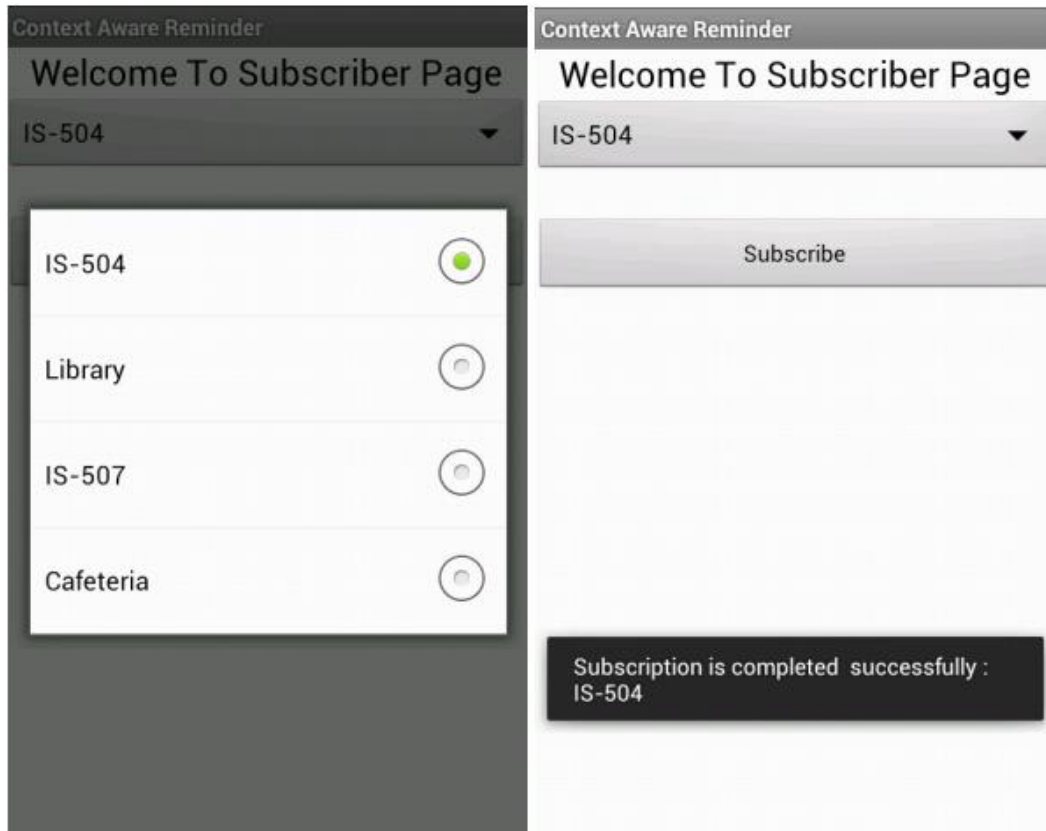 Context Aware Reminder
Welcome To Subscriber Page
IS-504
IS-504
Library
IS-507
Cafeteria
Context Aware Reminder
Welcome To Subscriber Page
IS-504
Subscribe
Subscription is completed  successfully :
IS-504